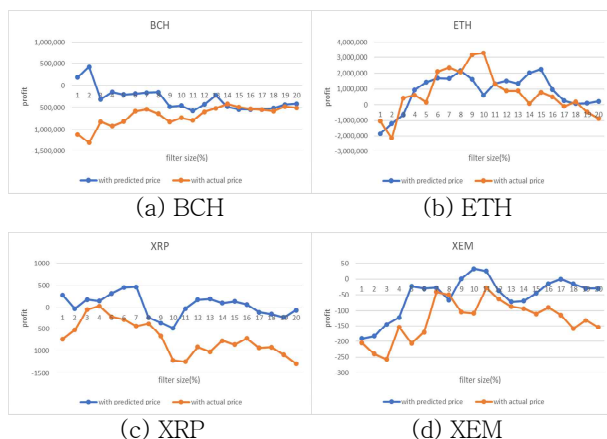 BCH
profit
1,000,000
500,000
0
500,000
1,000,000
1,500,000
1 2 3 4 5 6 7 8 9 10 11 12 13 14 15 16 17 18 19 20
filter size(%)
with predicted price with actual price
(a) BCH
ETH
profit
4,000,000
3,000,000
2,000,000
1,000,000
0
-1,000,000
-2,000,000
-3,000,000
1 2 3 4 5 6 7 8 9 10 11 12 13 14 15 16 17 18 19 20
filter size(%)
with predicted price with actual price
(b) ETH
XRP
profit
1000
500
0
500
1000
-1500
1 2 3 4 5 6 7 8 9 10 11 12 13 14 15 16 17 18 19 20
filter size(%)
with predicted price with actual price
(c) XRP
XEM
profit
50
0
-50
-100
-150
-200
-250
300
1 2 3 4 5 6 7 8 9 10 11 12 13 14 15 16 17 18 19 20
filter size(%)
with predicted price with actual price
(d) XEM